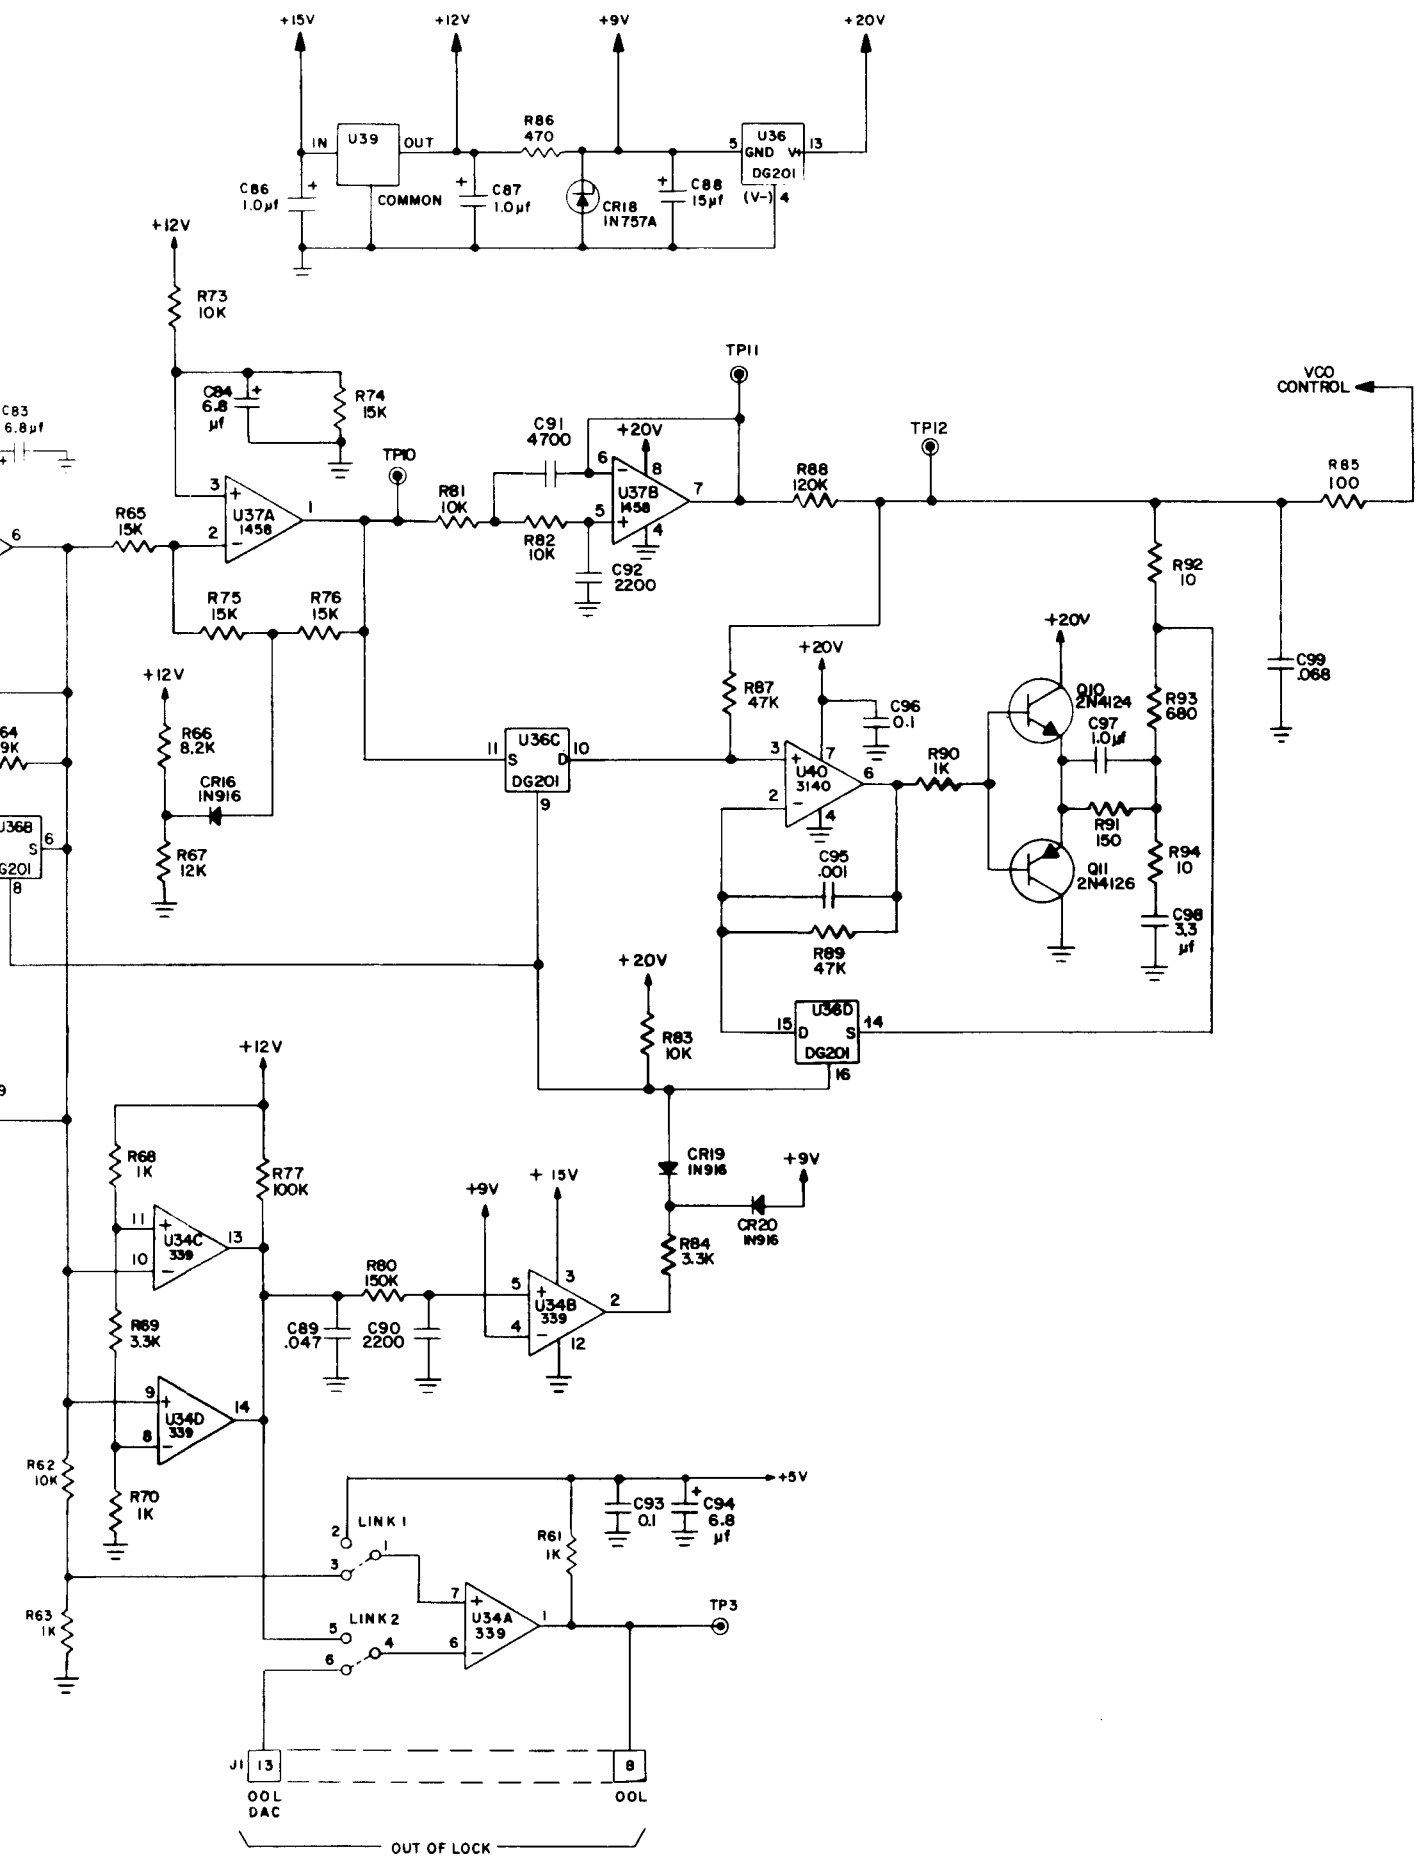 +15V +12V +9V +20V
IN U39 OUT
R86
470
5 U36 13
GND V+
DG201
(V-) 4
C86
1.0µf
+
COMMON
+ C87
1.0µf
CR18
1N757A
+ C88
15µf
+12V
R73
10K
C84 +
6.8
µf
R74
15K
C83
6.8µf
+
TP11
VCO
CONTROL
TP10
C91
4700
+20V
TP12
6 - 8
U37B
1458
7
5 + 4
R88
120K
R85
100
3 +
U37A
1458
1
2 -
R65
15K
6
R81
10K
R82
10K
C92
2200
R92
10
R75
15K
R76
15K
+12V
R66
8.2K
CR16
1N916
R67
12K
64
9K
U36B
S 6
G201
8
+20V
+20V
R87
47K
C96
0.1
C99
.068
11 U36C 10
S D
DG201
9
3 + 7
U40
3140
6
2 - 4
R90
1K
Q10
2N4124
C97
1.0µf
R93
680
R91
150
Q11
2N4126
R94
10
C98
3.3
µf
C95
.001
R89
47K
+20V
R83
10K
U36D
15 D S 14
DG201
16
+12V
9
R68
1K
R77
100K
CR19
1N916
+9V
CR20
1N916
+9V
+15V
11 +
U34C
339
13
10 -
R84
3.3K
R80
150K
C89
.047
C90
2200
5 + 3
U34B
339
2
4 - 12
R69
3.3K
9 +
U34D
339
14
8 -
R62
10K
R70
1K
+5V
C93
0.1
+
C94
6.8
µf
2 LINK 1
1
3
R61
1K
R63
1K
7 +
U34A
339
1
6 -
TP3
5 LINK 2
4
6
J1 13 8
OOL
DAC
OOL
OUT OF LOCK